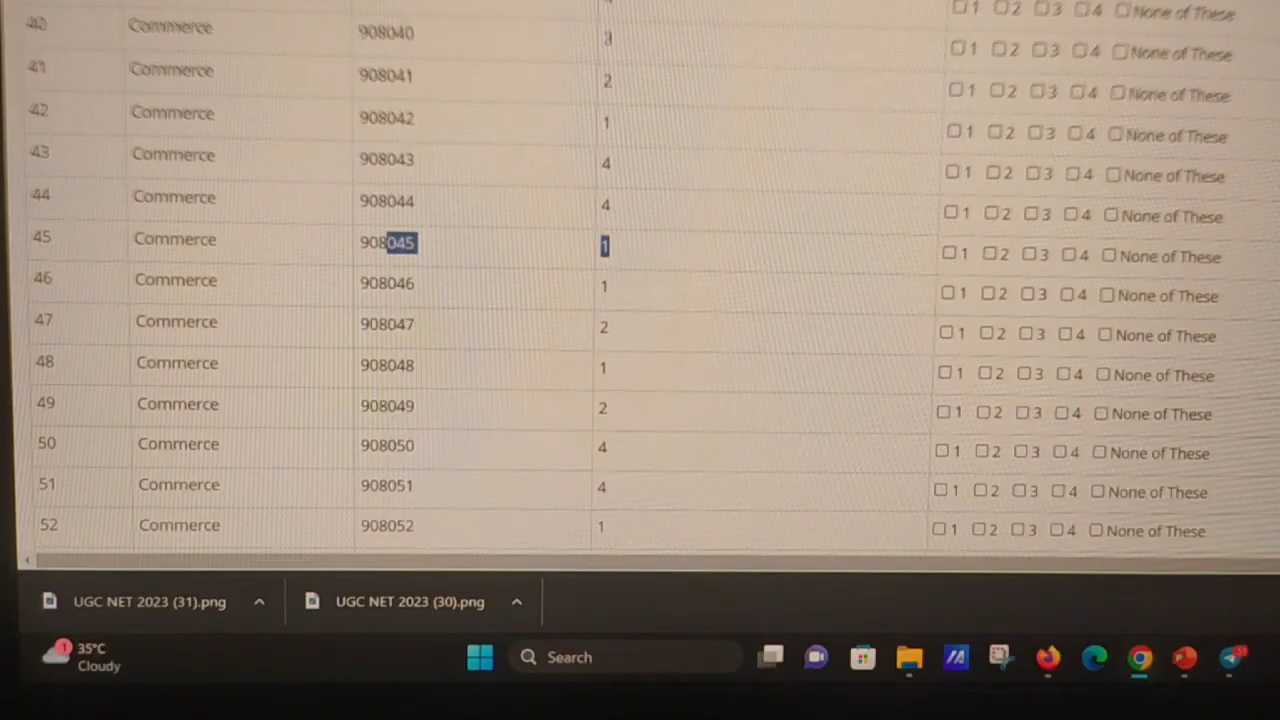 1 2 3 4 None of These
40 Commerce 908040 3 1 2 3 4 None of These
41 Commerce 908041 2 1 2 3 4 None of These
42 Commerce 908042 1 1 2 3 4 None of These
43 Commerce 908043 4 1 2 3 4 None of These
44 Commerce 908044 4 1 2 3 4 None of These
45 Commerce 908045 1 1 2 3 4 None of These
46 Commerce 908046 1 1 2 3 4 None of These
47 Commerce 908047 2 1 2 3 4 None of These
48 Commerce 908048 1 1 2 3 4 None of These
49 Commerce 908049 2 1 2 3 4 None of These
50 Commerce 908050 4 1 2 3 4 None of These
51 Commerce 908051 4 1 2 3 4 None of These
52 Commerce 908052 1 1 2 3 4 None of These
UGC NET 2023 (31).png UGC NET 2023 (30).png
1 35°C
Cloudy
Search